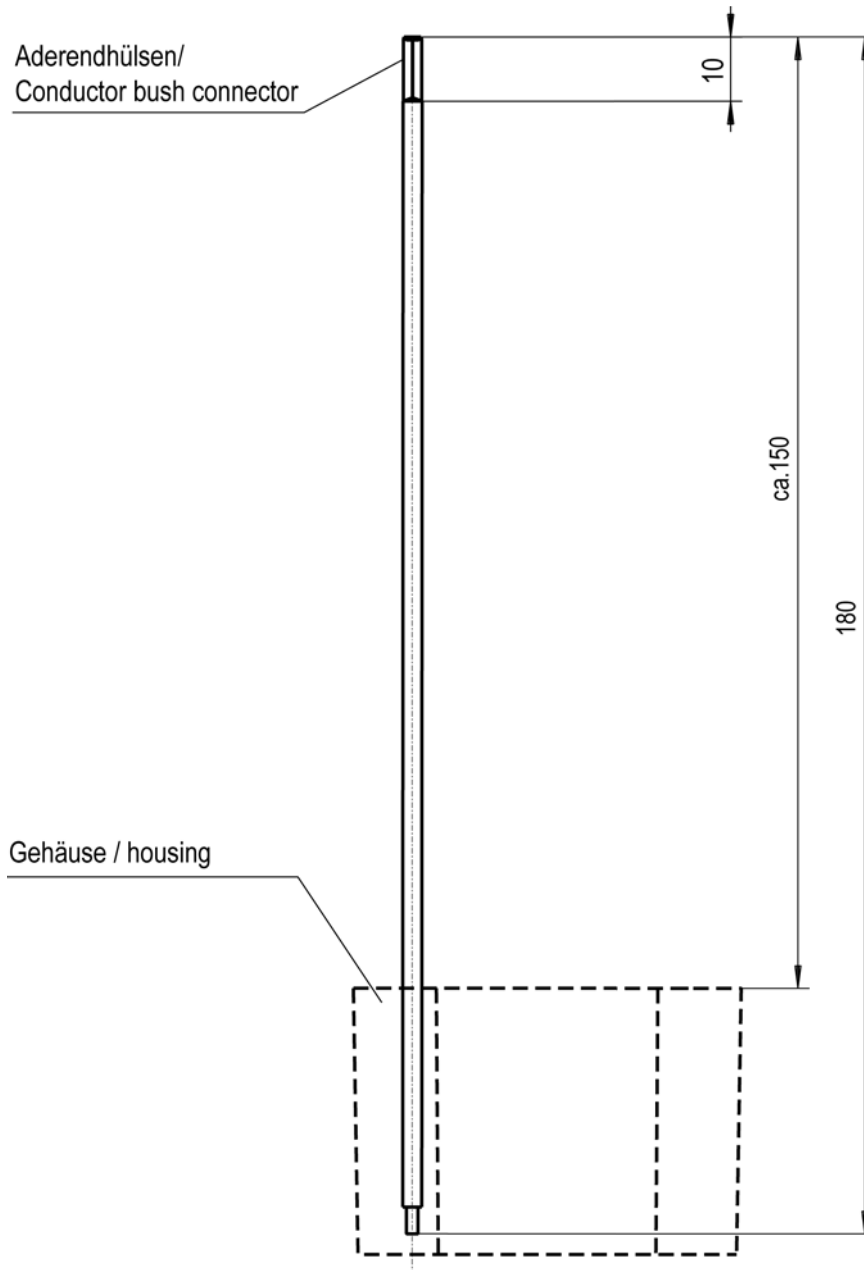 Aderendhülsen/
Conductor bush connector
10
ca.150
180
Gehäuse / housing